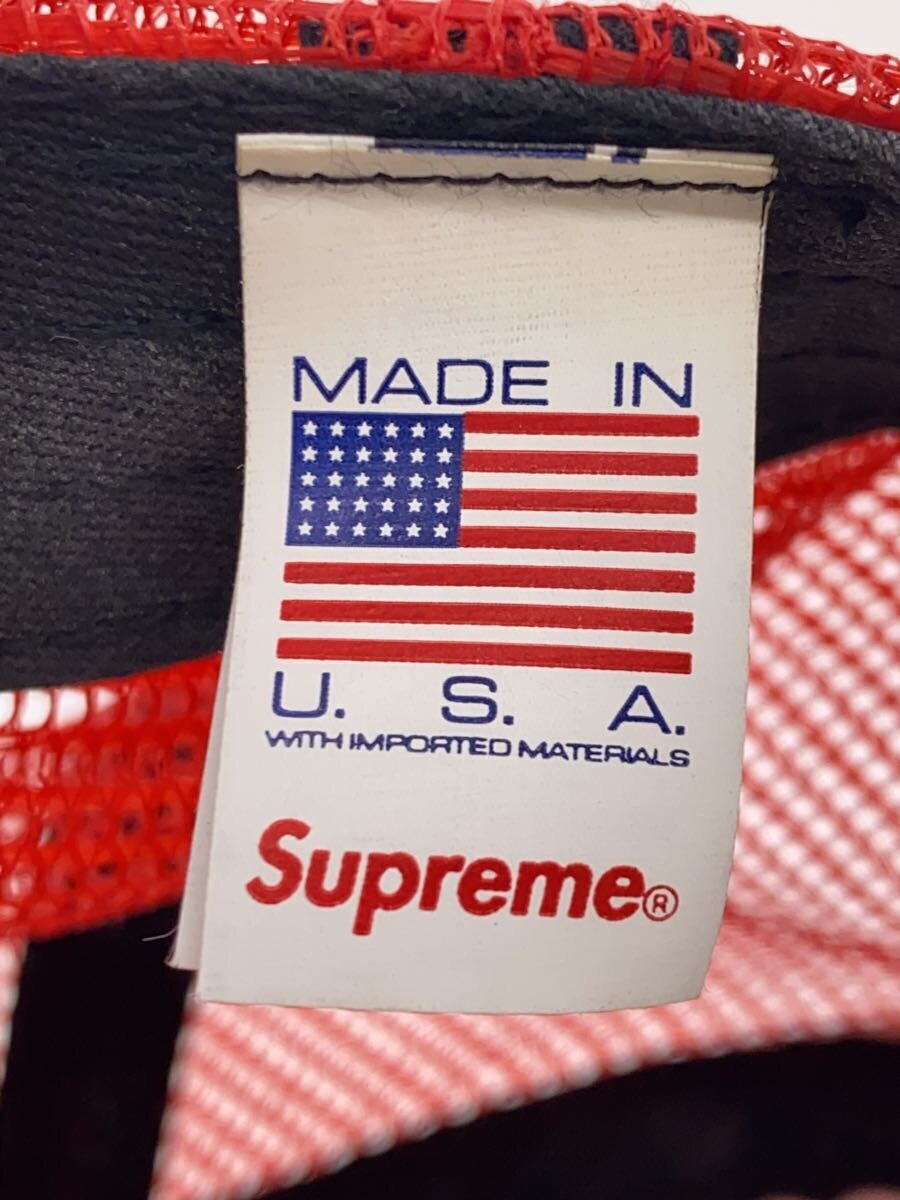 MADE IN
U. S. A.
WITH IMPORTED MATERIALS
Supreme®